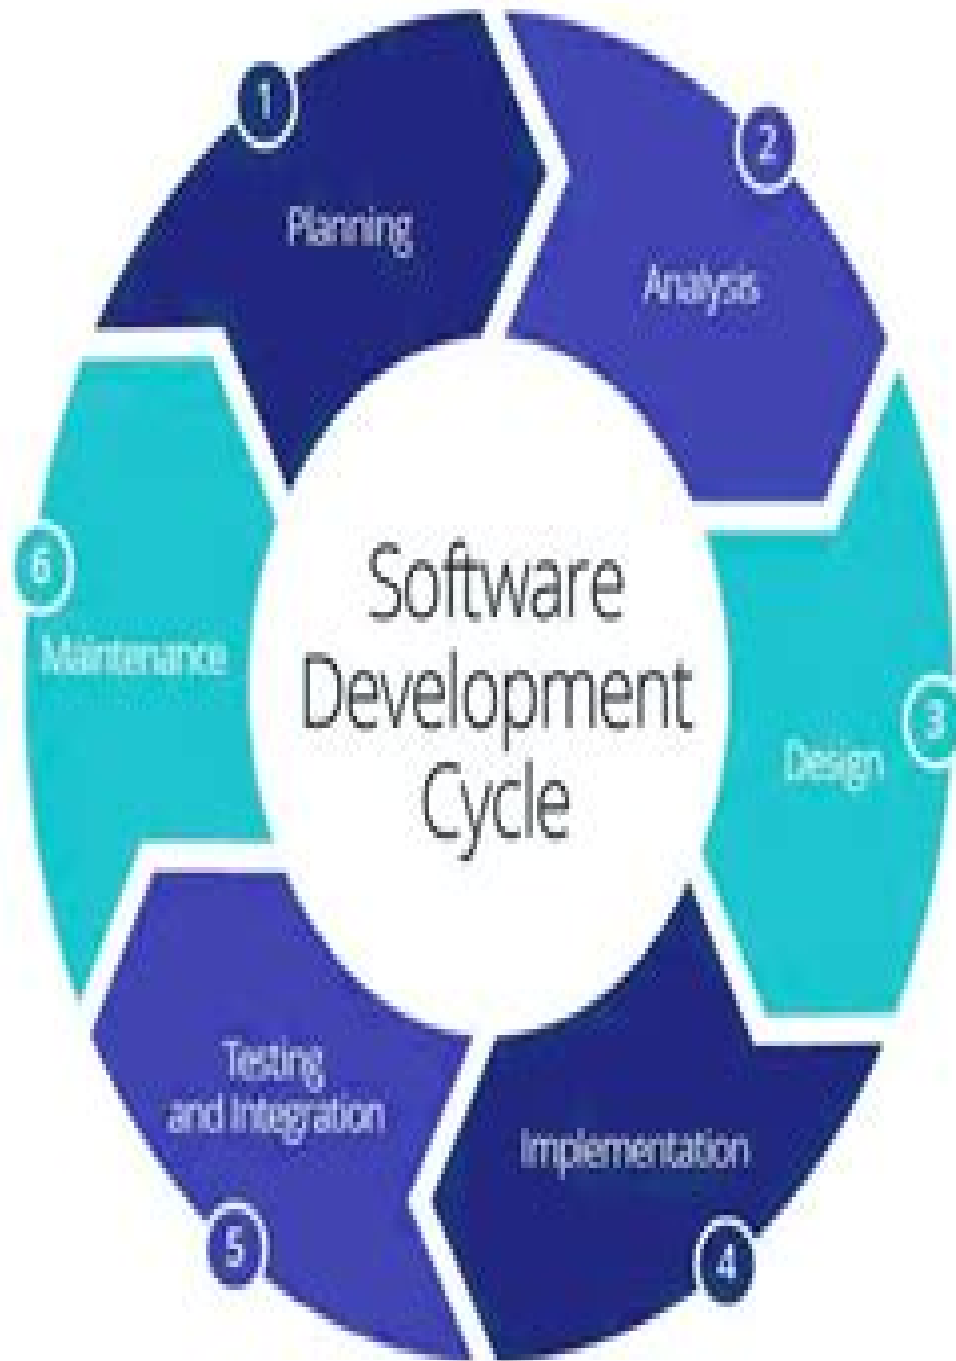 1
Planning
2
Analysis
3
Design
4
Implementation
5
Testing
and Integration
6
Maintenance
Software
Development
Cycle